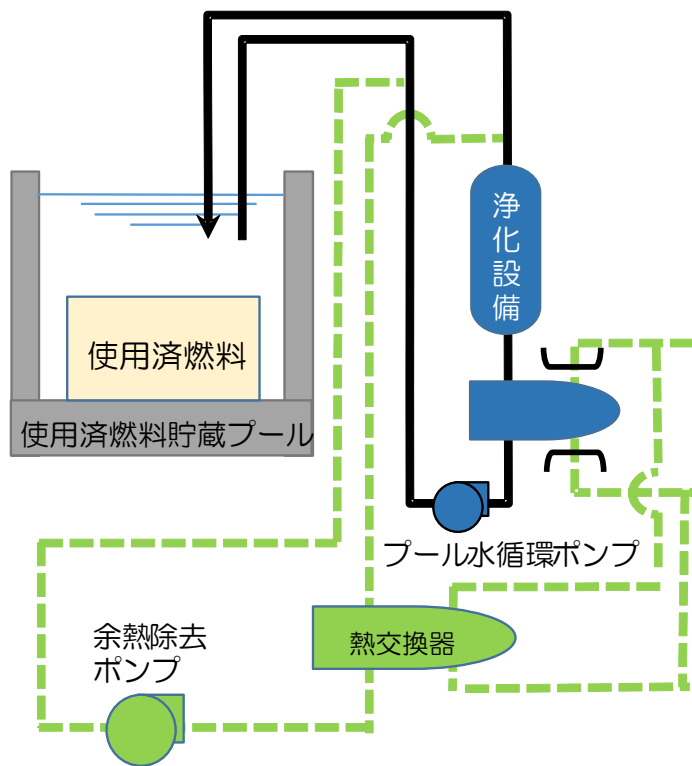 浄化設備
使用済燃料
使用済燃料貯蔵プール
プール水循環ポンプ
余熱除去
ポンプ
熱交換器